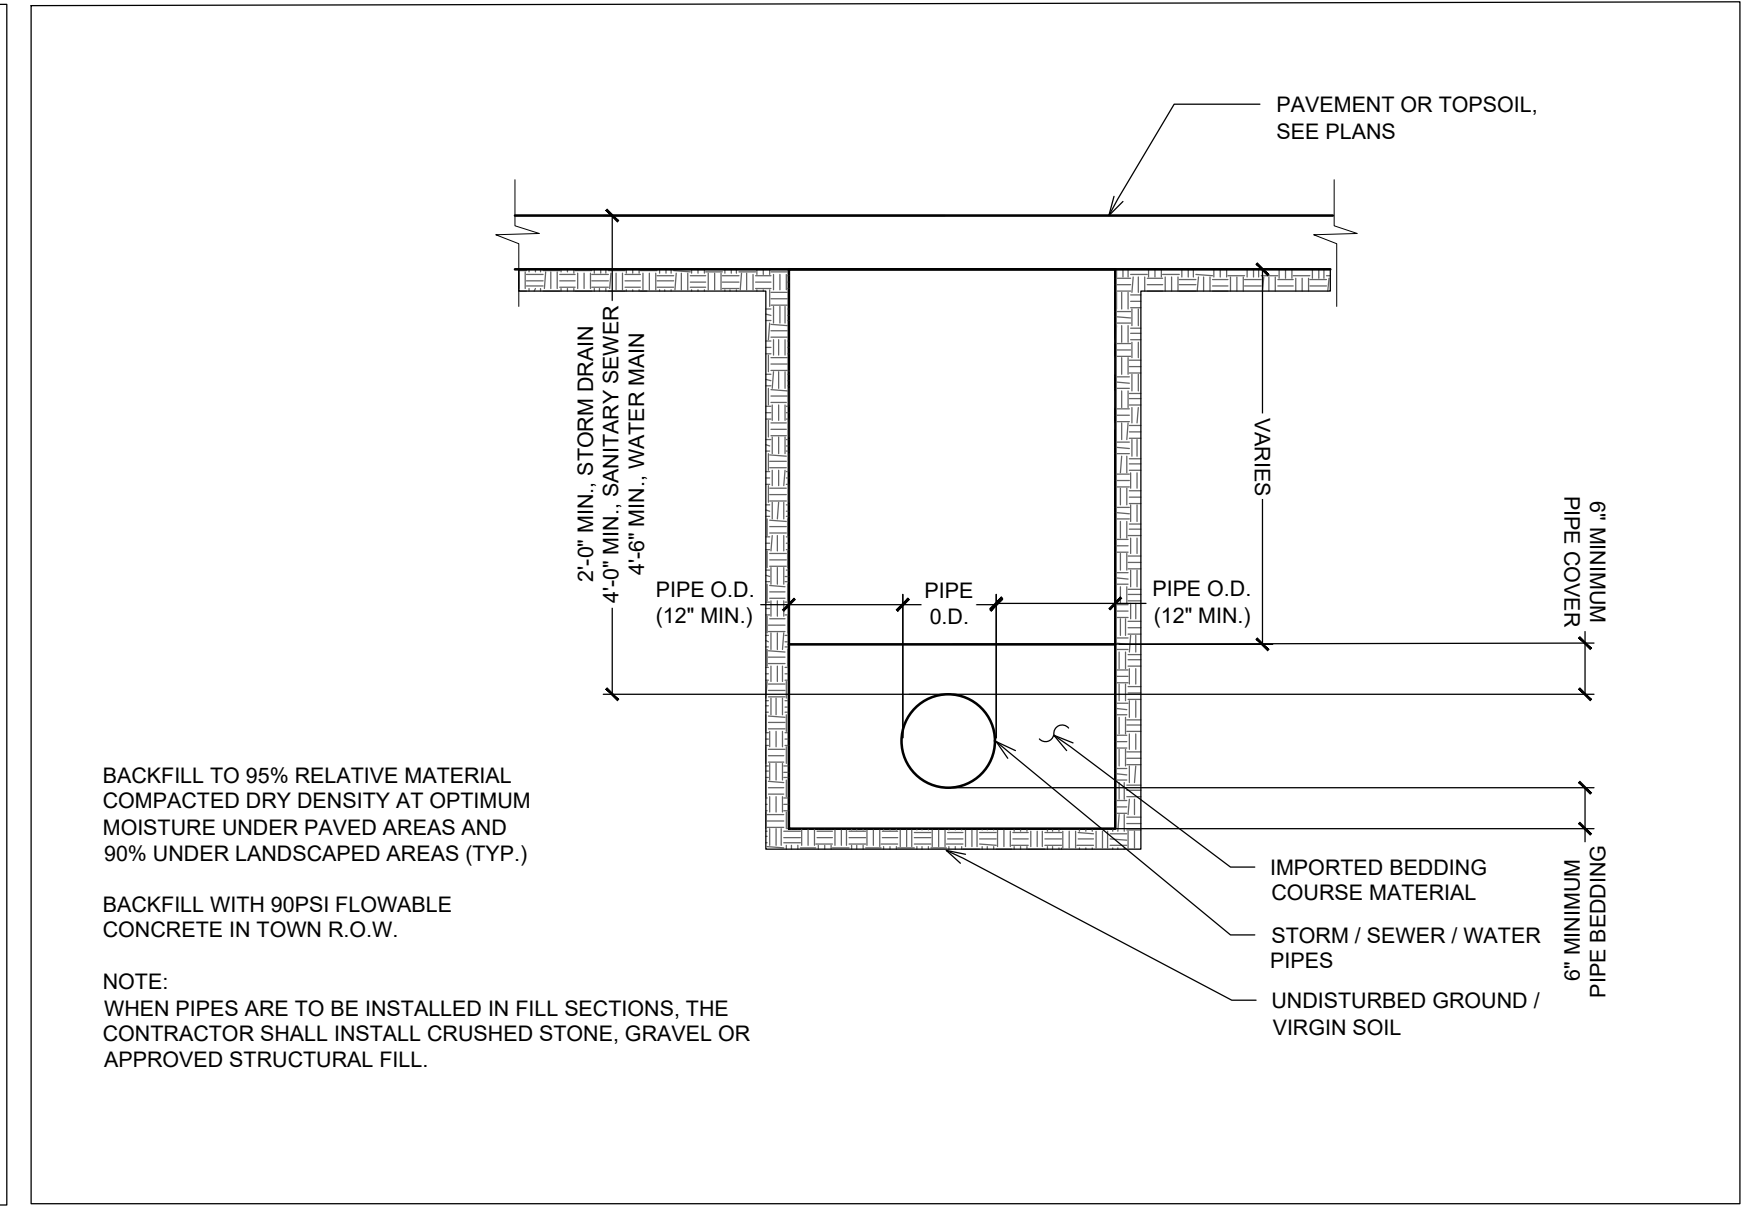 PAVEMENT OR TOPSOIL,
SEE PLANS
2'-0" MIN., STORM DRAIN
4'-0" MIN., SANITARY SEWER
4'-6" MIN., WATER MAIN
VARIES
6" MINIMUM
PIPE COVER
PIPE O.D.
(12" MIN.)
PIPE
0.D.
PIPE O.D.
(12" MIN.)
6" MINIMUM
PIPE BEDDING
IMPORTED BEDDING
COURSE MATERIAL
STORM / SEWER / WATER
PIPES
UNDISTURBED GROUND /
VIRGIN SOIL
BACKFILL TO 95% RELATIVE MATERIAL
COMPACTED DRY DENSITY AT OPTIMUM
MOISTURE UNDER PAVED AREAS AND
90% UNDER LANDSCAPED AREAS (TYP.)
BACKFILL WITH 90PSI FLOWABLE
CONCRETE IN TOWN R.O.W.
NOTE:
WHEN PIPES ARE TO BE INSTALLED IN FILL SECTIONS, THE
CONTRACTOR SHALL INSTALL CRUSHED STONE, GRAVEL OR
APPROVED STRUCTURAL FILL.